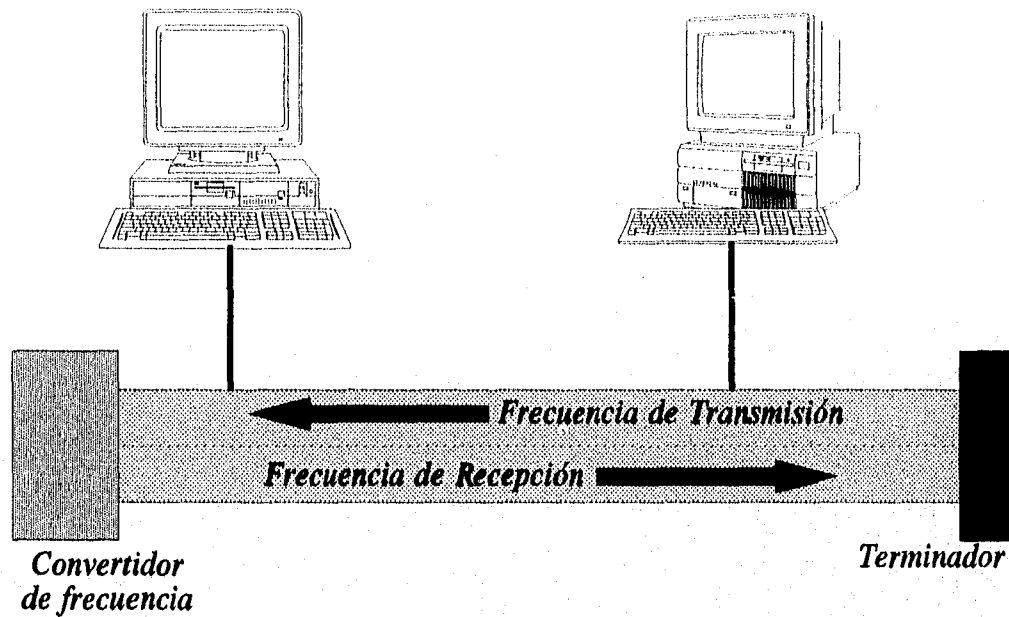 Frecuencia de Transmisión
Frecuencia de Recepción
Convertidor
de frecuencia
Terminador